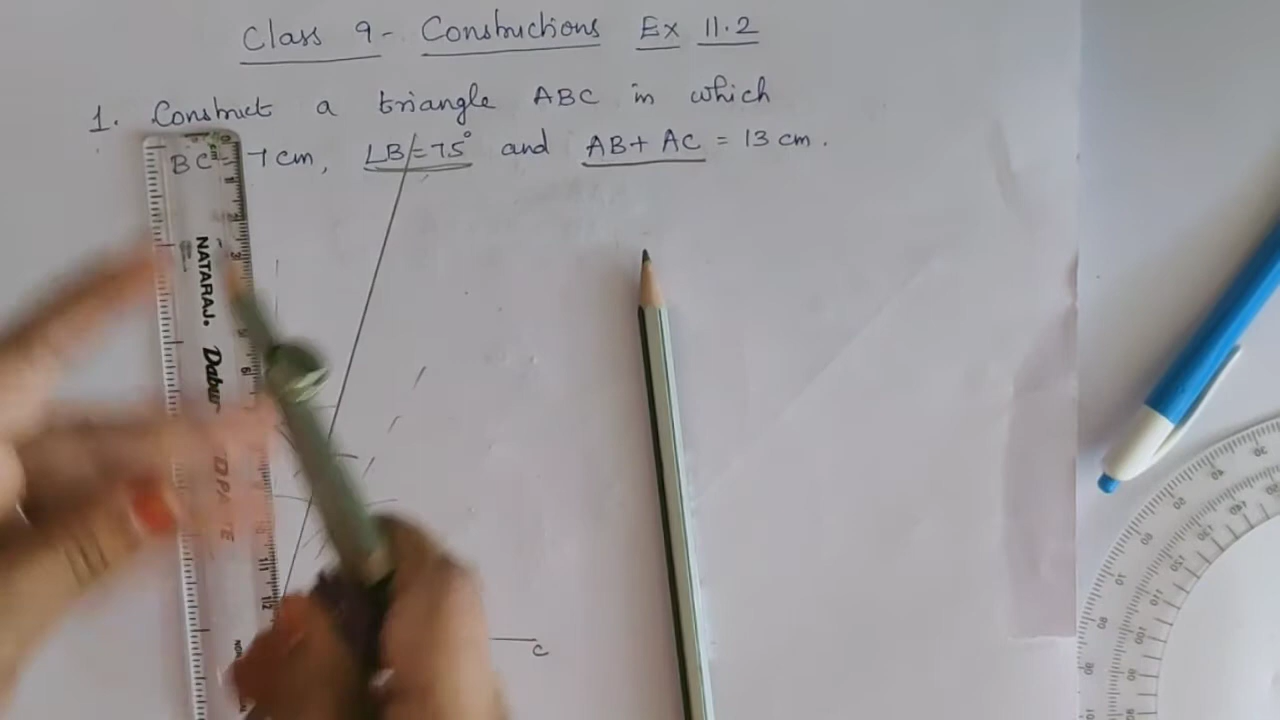 Class 9- Constructions Ex 11.2
1. Construct a triangle ABC in which
BC = 7 cm, ∠B = 75° and AB + AC = 13 cm.
NATARAJ.
C